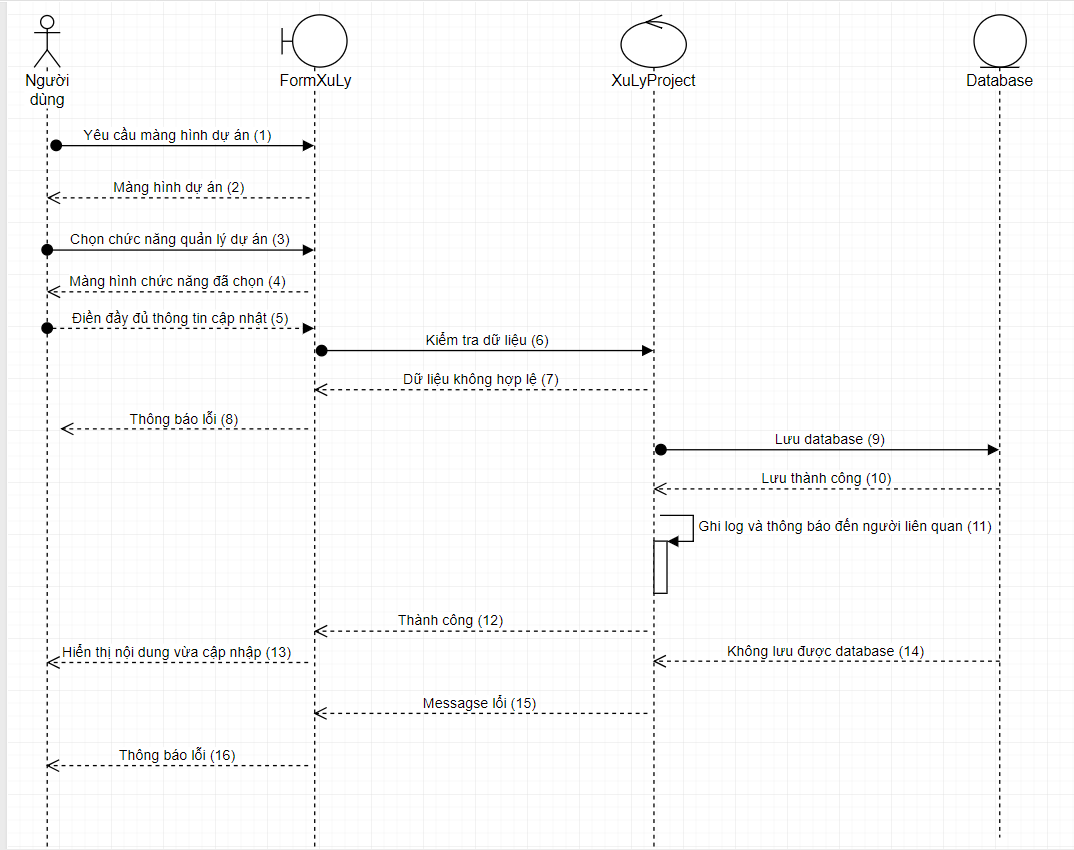 Người
dùng
FormXuLy
XuLyProject
Database
Yêu cầu màng hình dự án (1)
Màng hình dự án (2)
Chọn chức năng quản lý dự án (3)
Màng hình chức năng đã chọn (4)
Điền đầy đủ thông tin cập nhật (5)
Kiểm tra dữ liệu (6)
Dữ liệu không hợp lệ (7)
Thông báo lỗi (8)
Lưu database (9)
Lưu thành công (10)
Ghi log và thông báo đến người liên quan (11)
Thành công (12)
Hiển thị nội dung vừa cập nhập (13)
Không lưu được database (14)
Messagse lổi (15)
Thông báo lỗi (16)